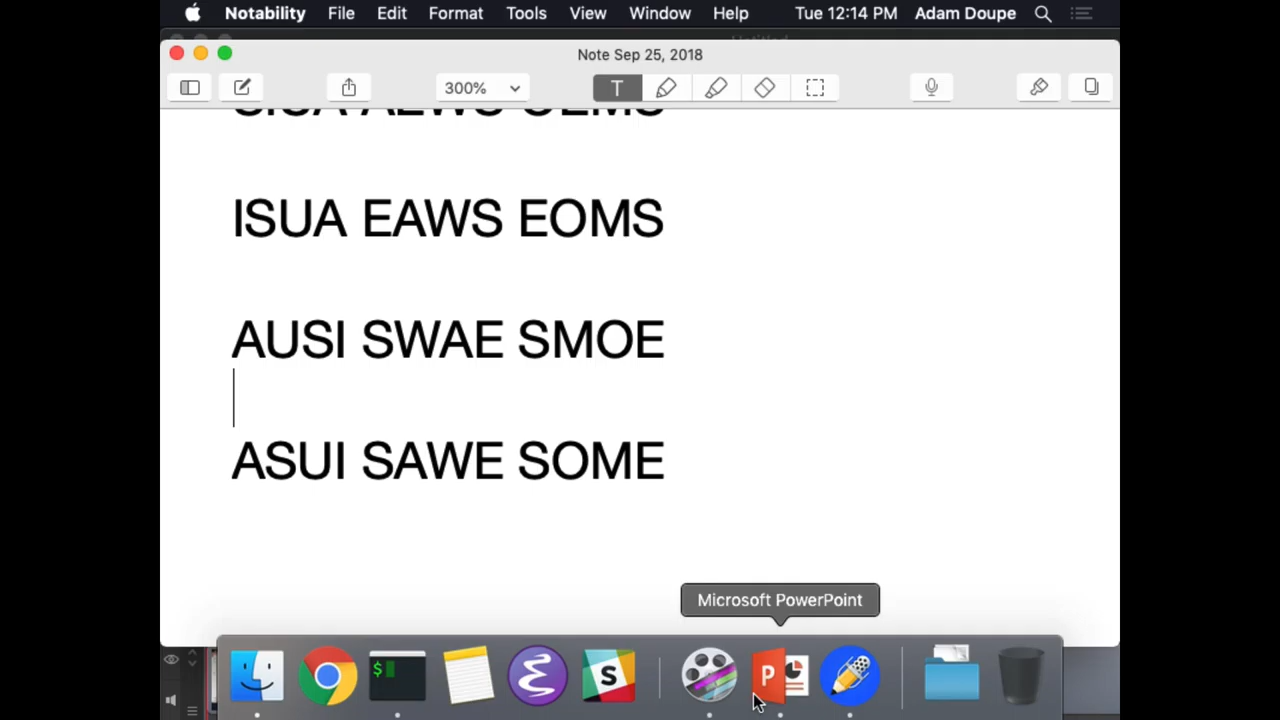 Notability File Edit Format Tools View Window Help Tue 12:14 PM Adam Doupe
Note Sep 25, 2018
300% T
ISUA EAWS EOMS
AUSI SWAE SMOE
ASUI SAWE SOME
Microsoft PowerPoint
$ S P